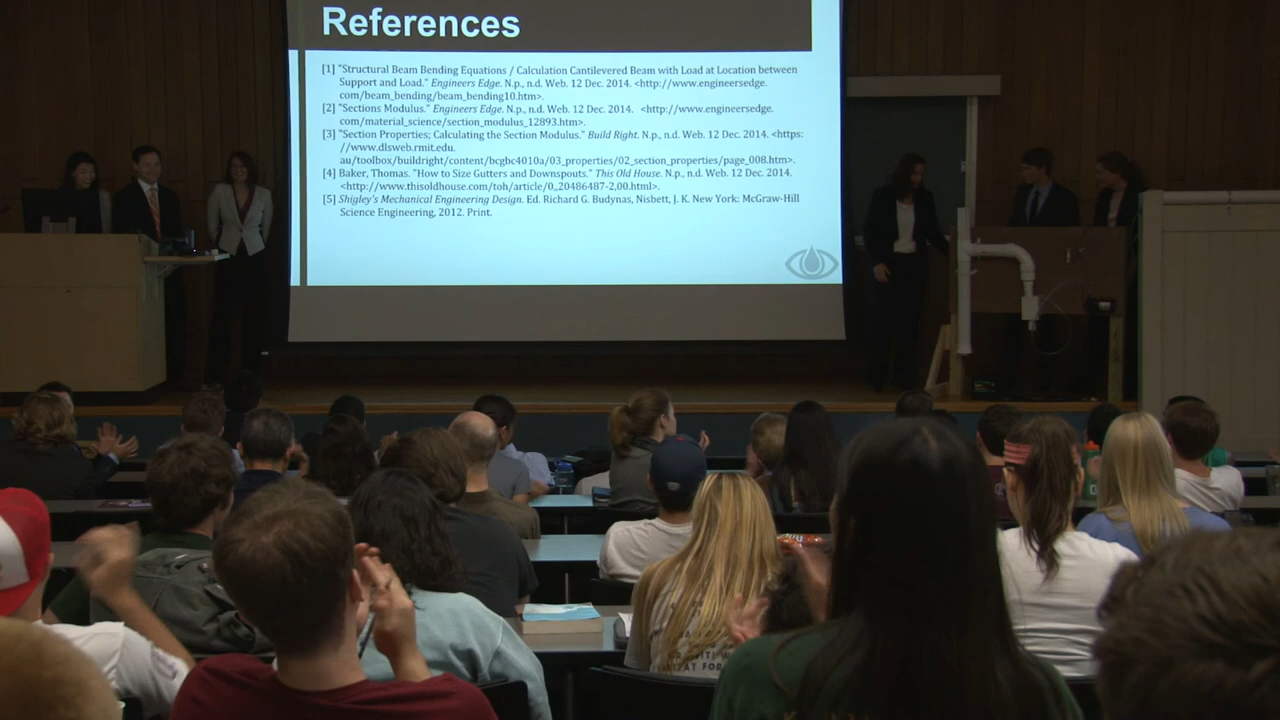 References
[1] "Structural Beam Bending Equations / Calculation Cantilevered Beam with Load at Location between
Support and Load." Engineers Edge. N.p., n.d. Web. 12 Dec. 2014. <http://www.engineersedge.
com/beam_bending/beam_bending10.htm>.
[2] "Sections Modulus." Engineers Edge. N.p., n.d. Web. 12 Dec. 2014. <http://www.engineersedge.
com/material_science/section_modulus_12893.htm>.
[3] "Section Properties; Calculating the Section Modulus." Build Right. N.p., n.d. Web. 12 Dec. 2014. <https:
//www.dlsweb.rmit.edu.
au/toolbox/buildright/content/bcgbc4010a/03_properties/02_section_properties/page_008.htm>.
[4] Baker, Thomas. "How to Size Gutters and Downspouts." This Old House. N.p., n.d. Web. 12 Dec. 2014.
<http://www.thisoldhouse.com/toh/article/0,,20486487-2,00.html>.
[5] Shigley's Mechanical Engineering Design. Ed. Richard G. Budynas, Nisbett, J. K. New York: McGraw-Hill
Science Engineering, 2012. Print.